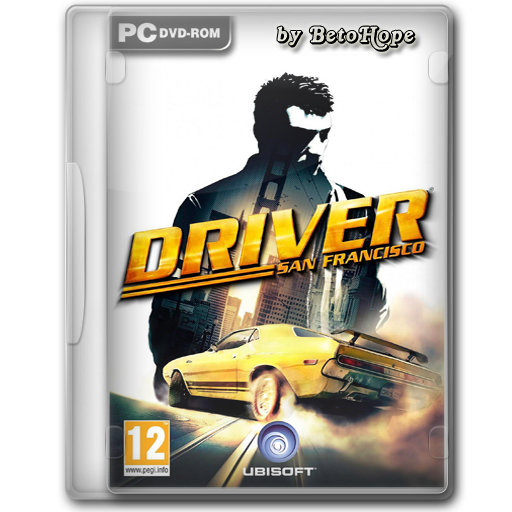 PC DVD-ROM
by BetoHope
DRIVER
SAN FRANCISCO
12
www.pegi.info
UBISOFT